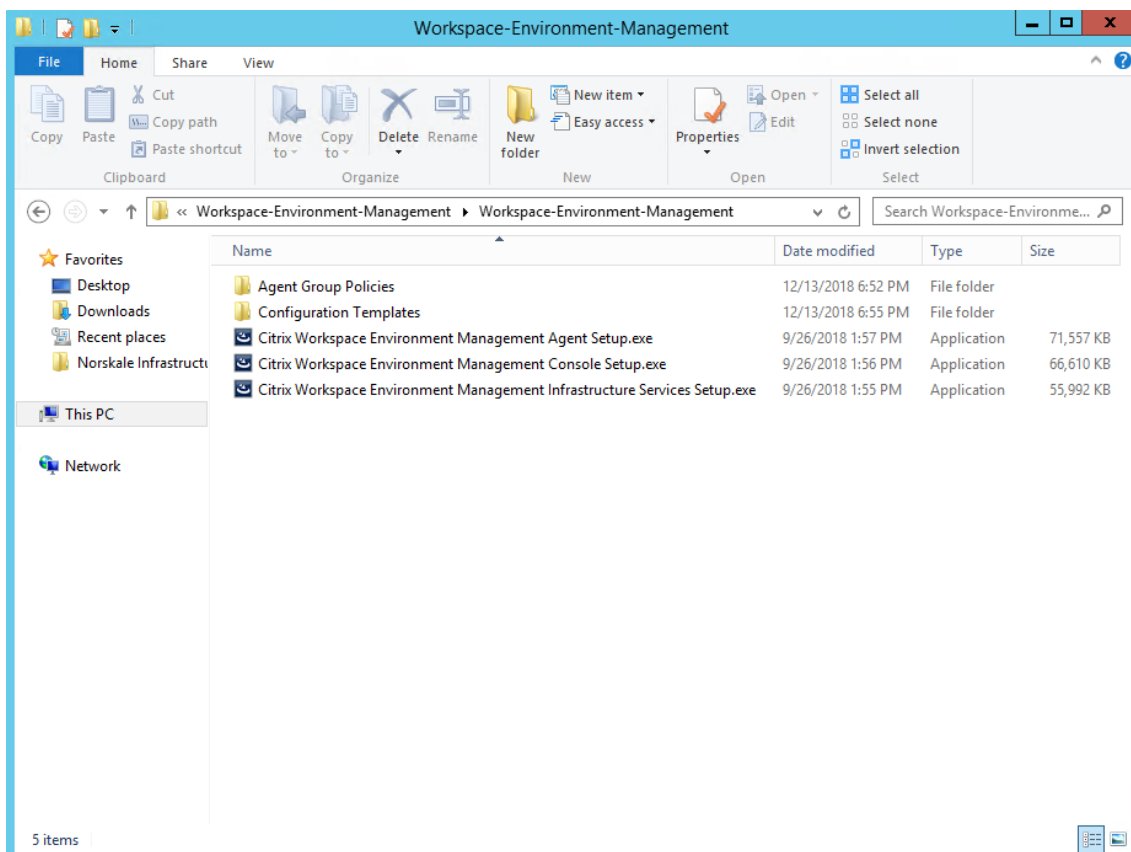 Workspace-Environment-Management
File Home Share View
Copy
Paste
Cut
Copy path
Paste shortcut
Clipboard
Move to
Copy to
Delete
Rename
Organize
New folder
New item
Easy access
New
Properties
Open
Edit
Open
Select all
Select none
Invert selection
Select
« Workspace-Environment-Management Workspace-Environment-Management
Search Workspace-Environme...
Favorites
Desktop
Downloads
Recent places
Norskale Infrastructu
This PC
Network
Name Date modified Type Size
Agent Group Policies 12/13/2018 6:52 PM File folder
Configuration Templates 12/13/2018 6:55 PM File folder
Citrix Workspace Environment Management Agent Setup.exe 9/26/2018 1:57 PM Application 71,557 KB
Citrix Workspace Environment Management Console Setup.exe 9/26/2018 1:56 PM Application 66,610 KB
Citrix Workspace Environment Management Infrastructure Services Setup.exe 9/26/2018 1:55 PM Application 55,992 KB
5 items